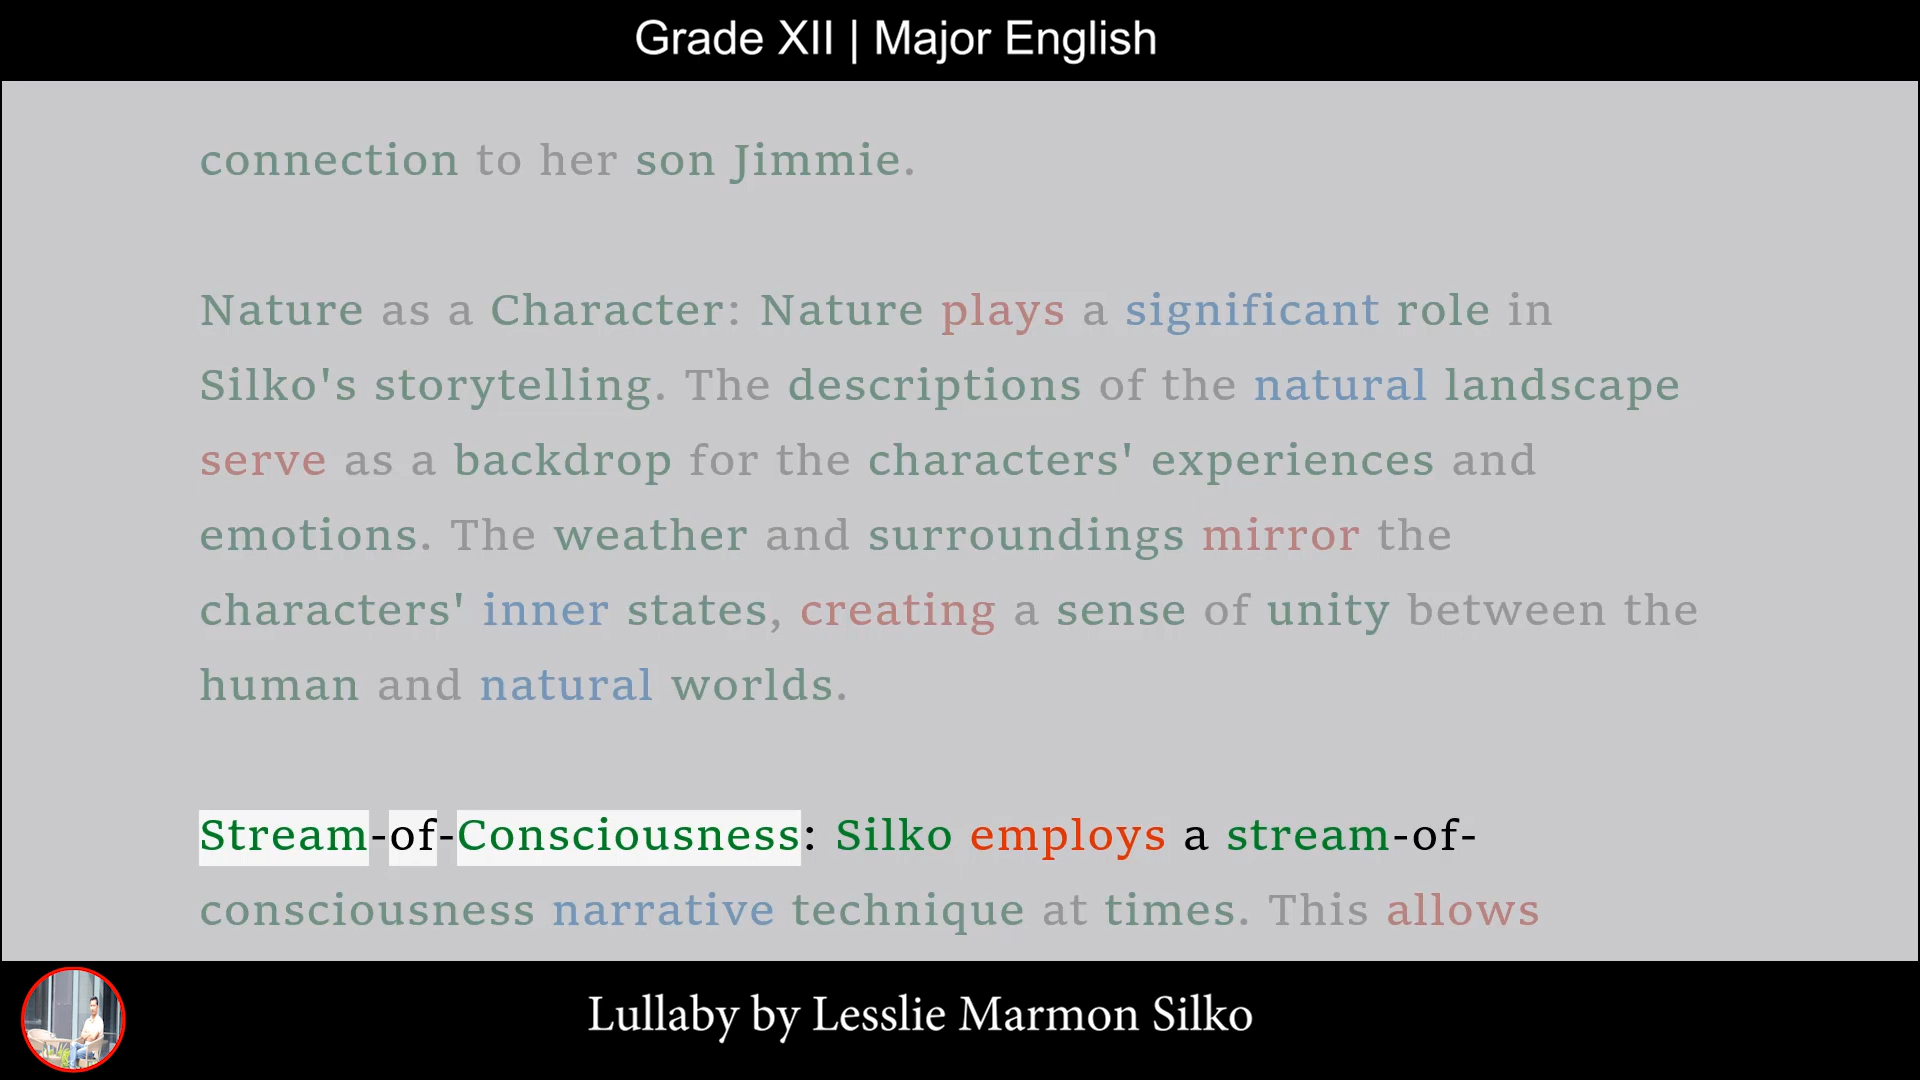 Grade XII | Major English
connection to her son Jimmie.
Nature as a Character: Nature plays a significant role in
Silko's storytelling. The descriptions of the natural landscape
serve as a backdrop for the characters' experiences and
emotions. The weather and surroundings mirror the
characters' inner states, creating a sense of unity between the
human and natural worlds.
Stream-of-Consciousness: Silko employs a stream-of-
consciousness narrative technique at times. This allows
Lullaby by Lesslie Marmon Silko